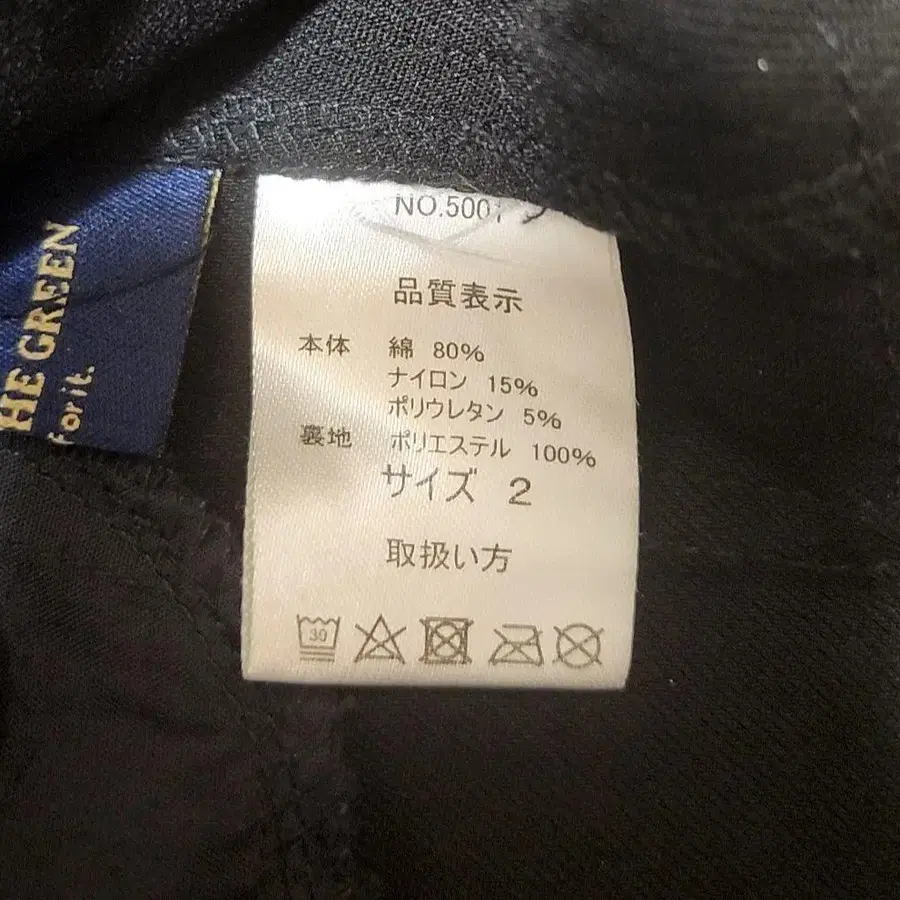 HE GREEN
For it.
NO.5001
品質表示
本体 綿 80%
ナイロン 15%
ポリウレタン 5%
裏地 ポリエステル 100%
サイズ 2
取扱い方
30